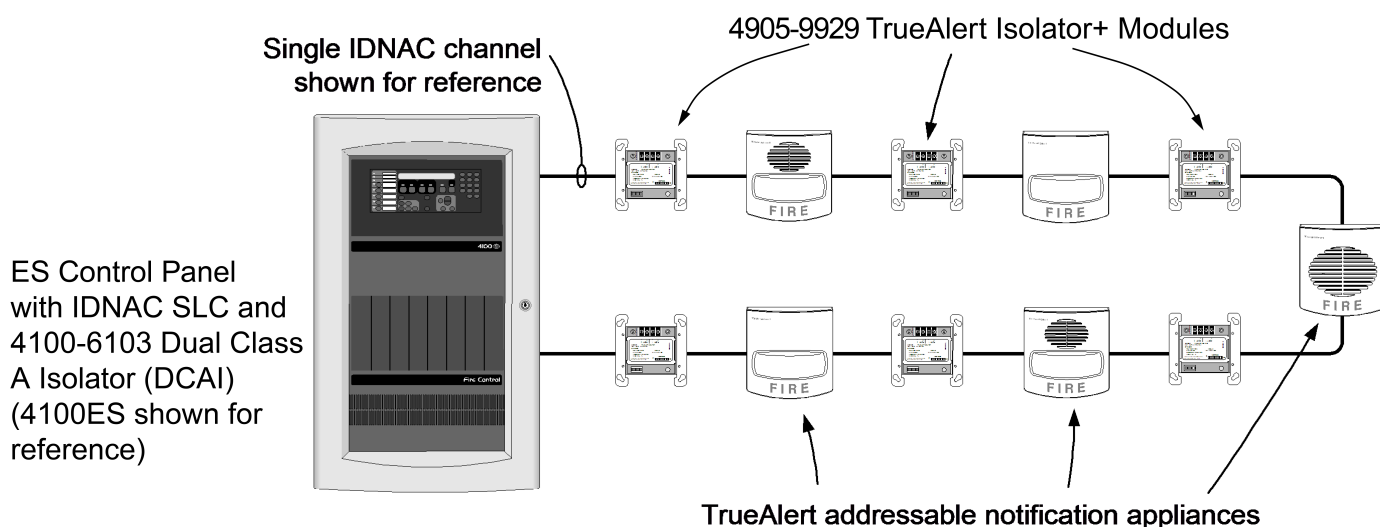 4905-9929 TrueAlert Isolator+ Modules
Single IDNAC channel
shown for reference
FIRE
FIRE
4100 ES
FIRE
ES Control Panel
with IDNAC SLC and
4100-6103 Dual Class
A Isolator (DCAI)
(4100ES shown for
reference)
Fire Control
FIRE
FIRE
TrueAlert addressable notification appliances